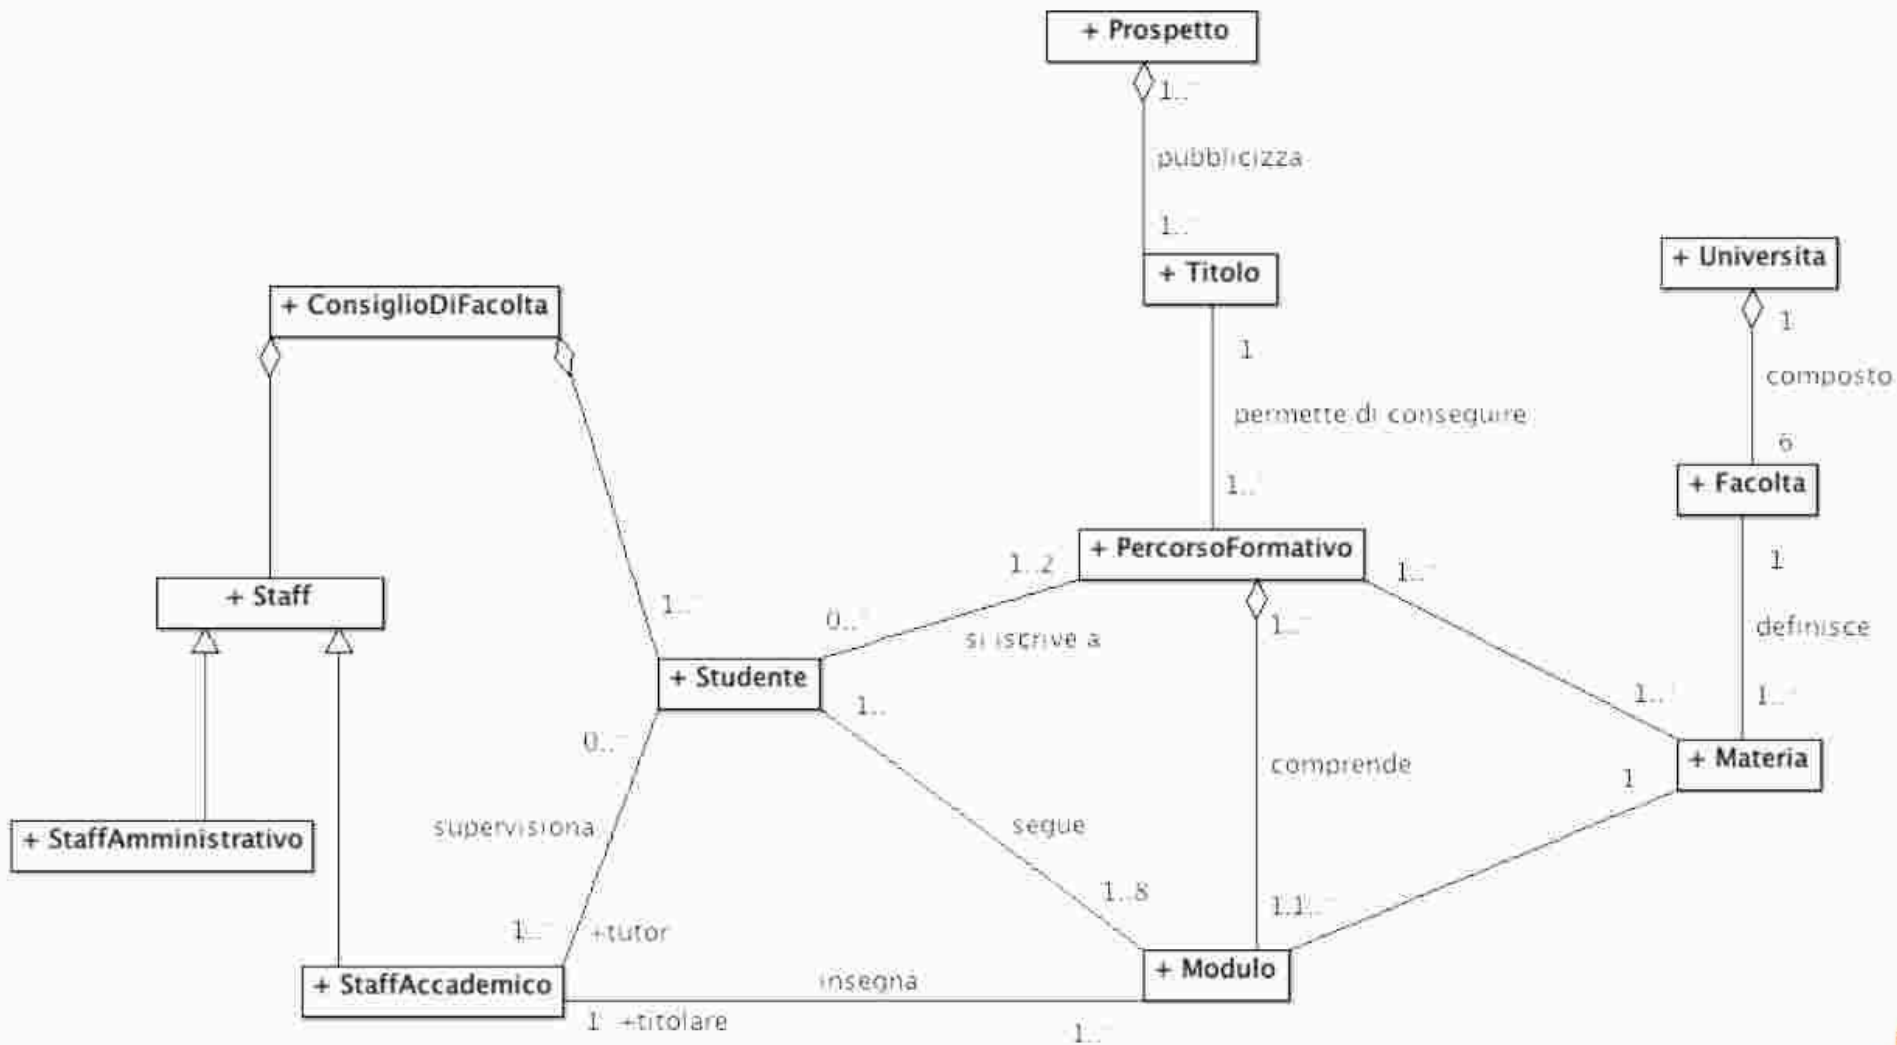 + Prospetto
1..*
pubblicizza
1..*
+ Titolo
+ Universita
+ ConsiglioDiFacolta
1
1
composto
permette di conseguire
6
1..*
+ Facolta
+ PercorsoFormativo
1..2
1..*
1
+ Staff
1..*
0..*
1..*
si iscrive a
definisce
+ Studente
1..*
1..*
1..*
0..*
comprende
+ Materia
1
supervisiona
segue
+ StaffAmministrativo
1..8
1.1..*
1..*
+tutor
+ StaffAccademico
insegna
+ Modulo
1
+titolare
1..*